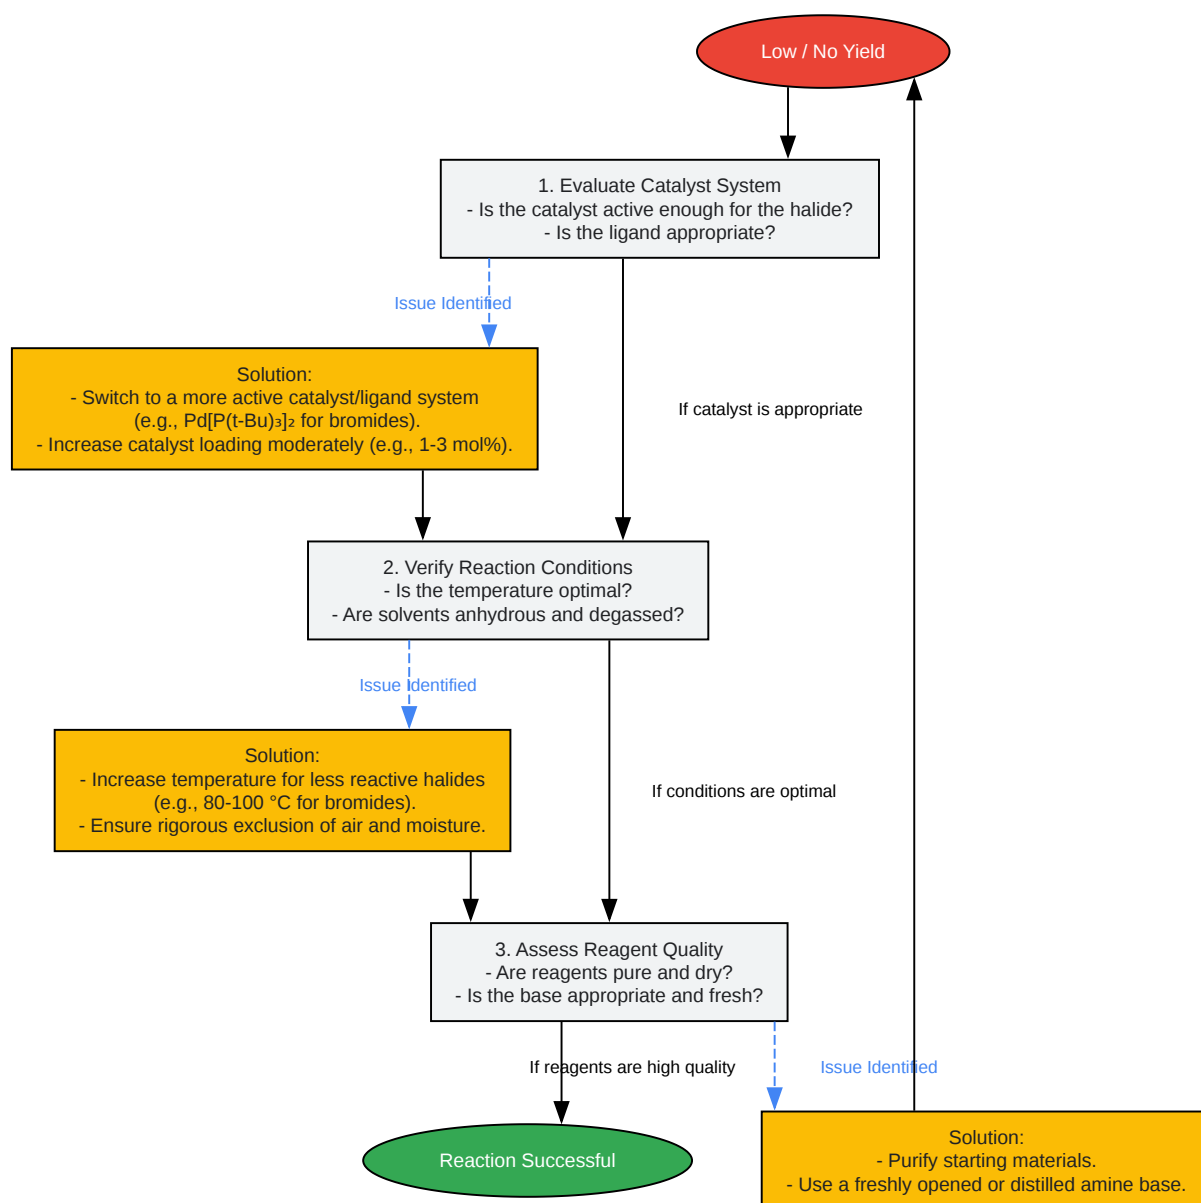 Low / No Yield
1. Evaluate Catalyst System
- Is the catalyst active enough for the halide?
- Is the ligand appropriate?
Issue Identified
Solution:
- Switch to a more active catalyst/ligand system
(e.g., Pd[P(t-Bu)₃]₂ for bromides).
- Increase catalyst loading moderately (e.g., 1-3 mol%).
If catalyst is appropriate
2. Verify Reaction Conditions
- Is the temperature optimal?
- Are solvents anhydrous and degassed?
Issue Identified
Solution:
- Increase temperature for less reactive halides
(e.g., 80-100 °C for bromides).
- Ensure rigorous exclusion of air and moisture.
If conditions are optimal
3. Assess Reagent Quality
- Are reagents pure and dry?
- Is the base appropriate and fresh?
If reagents are high quality
Issue Identified
Reaction Successful
Solution:
- Purify starting materials.
- Use a freshly opened or distilled amine base.